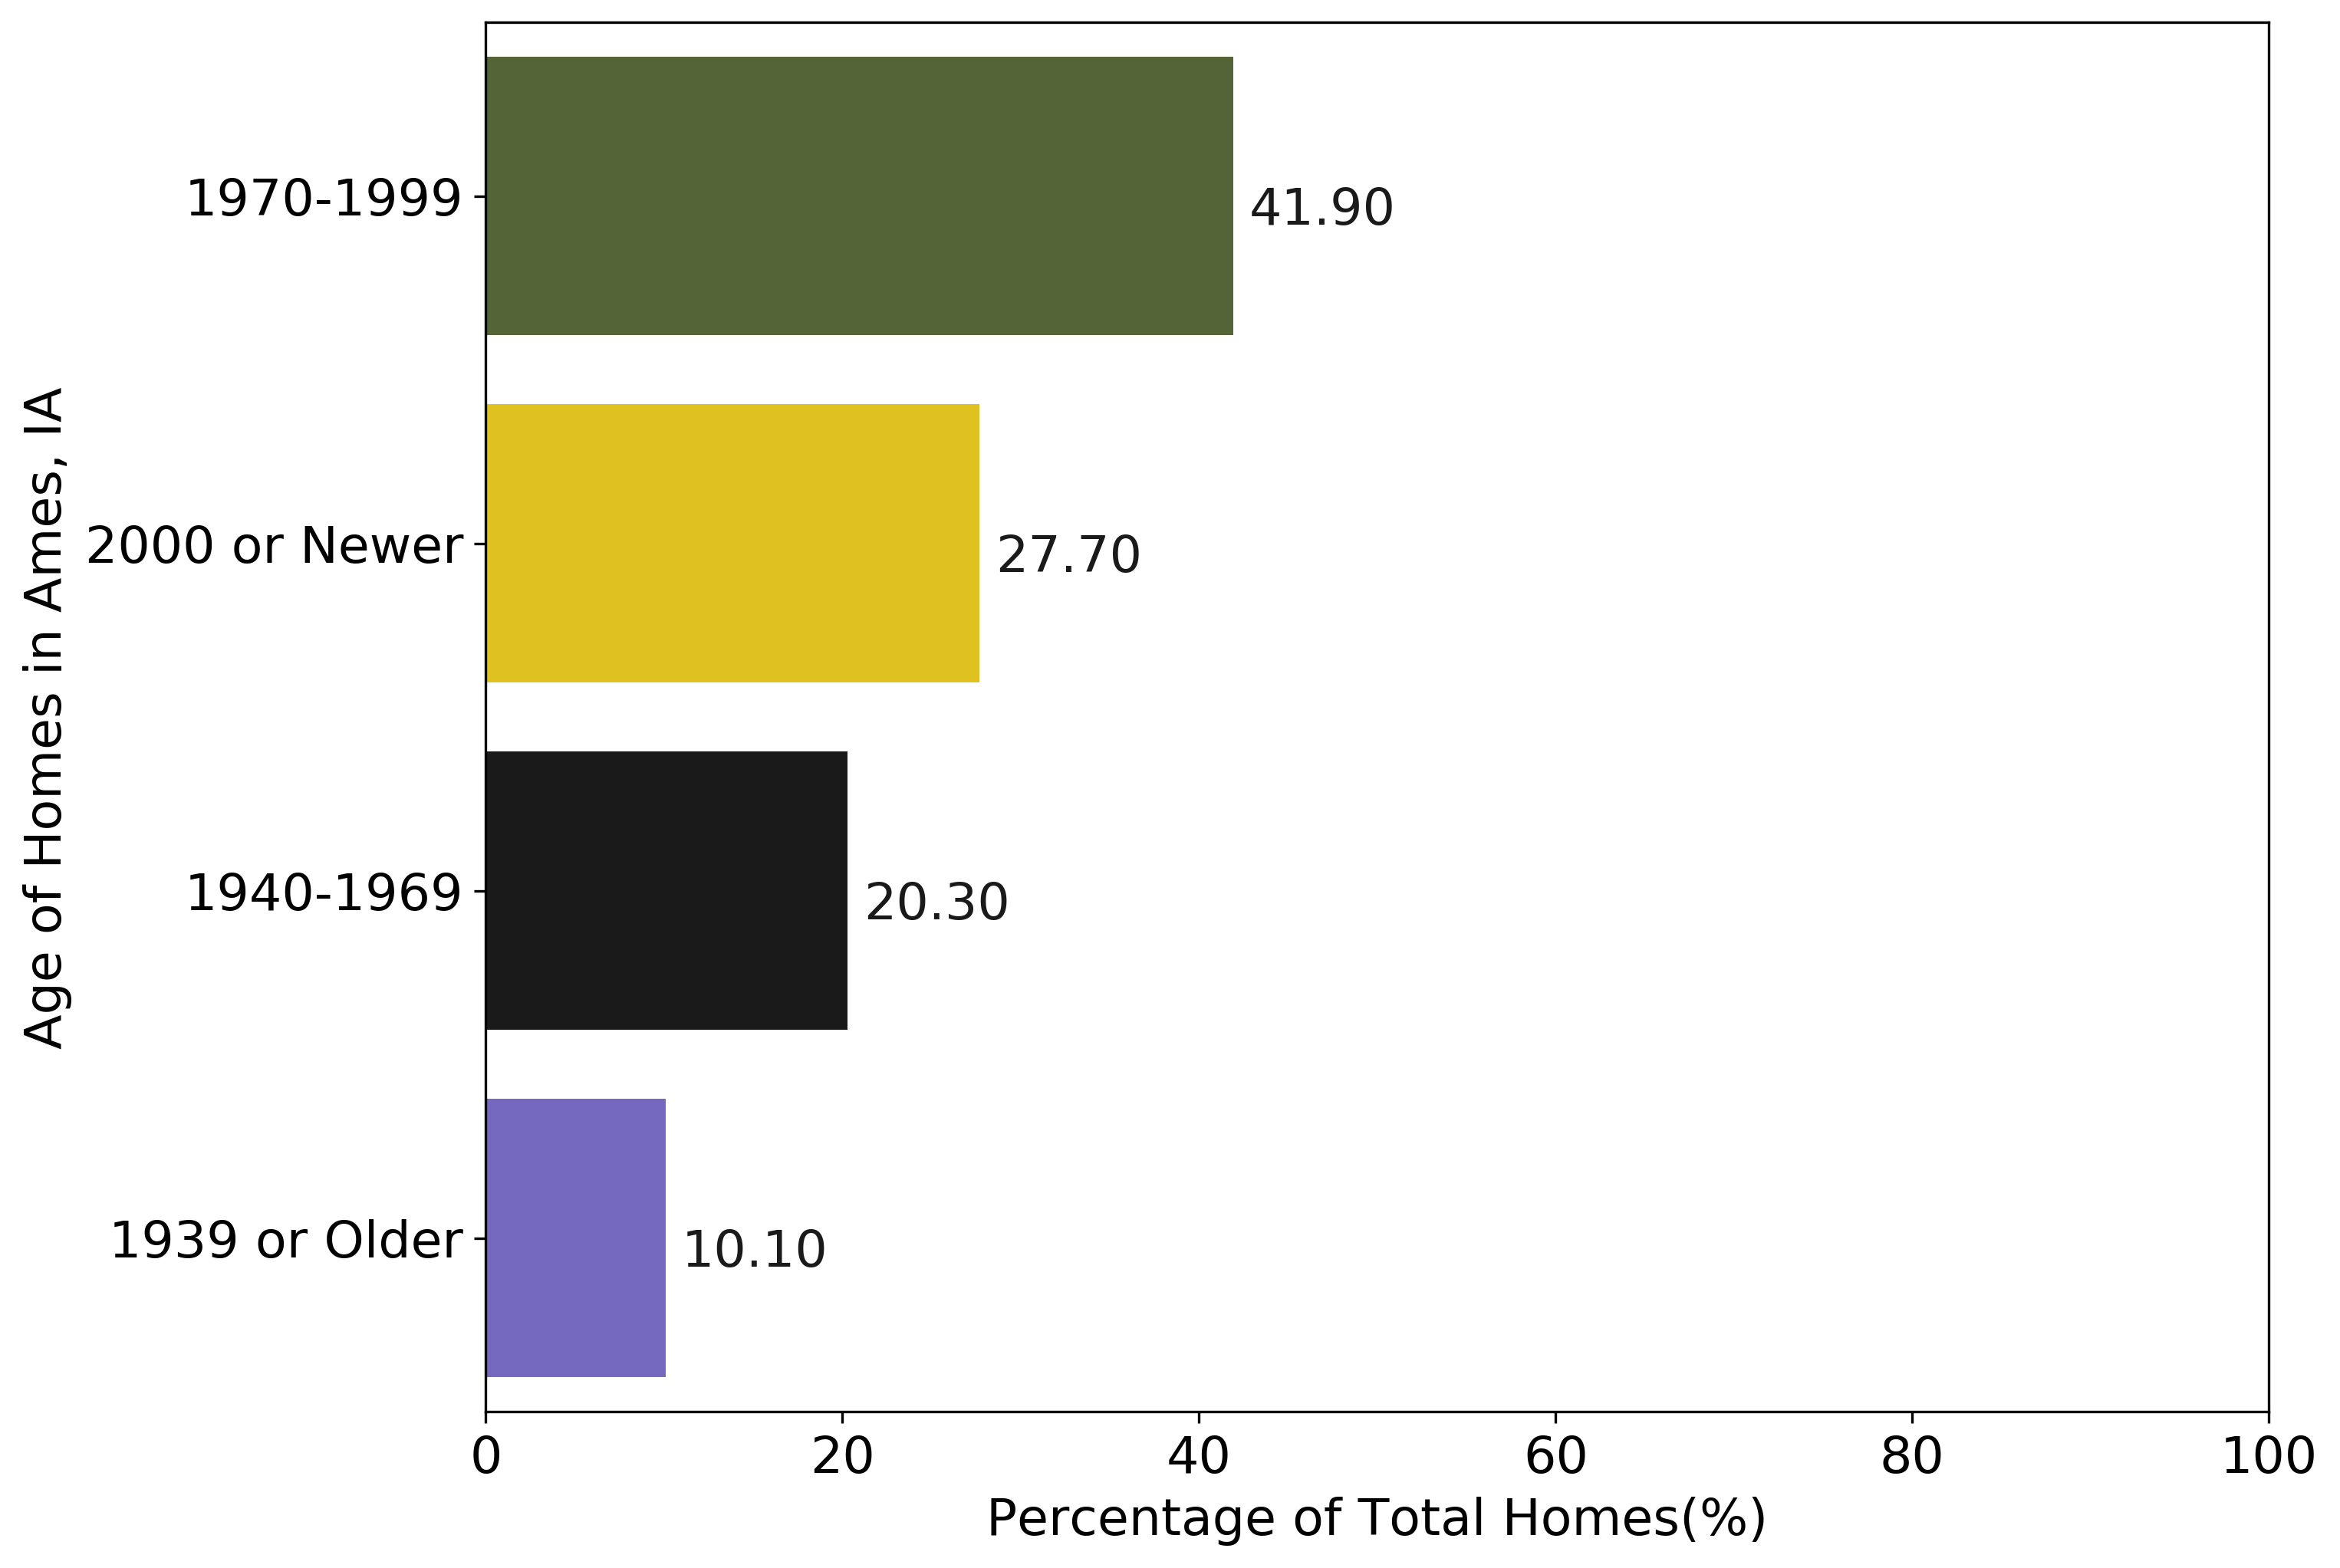 Age of Homes in Ames, IA
1970-1999
41.90
2000 or Newer
27.70
1940-1969
20.30
1939 or Older
10.10
0 20 40 60 80 100
Percentage of Total Homes(%)